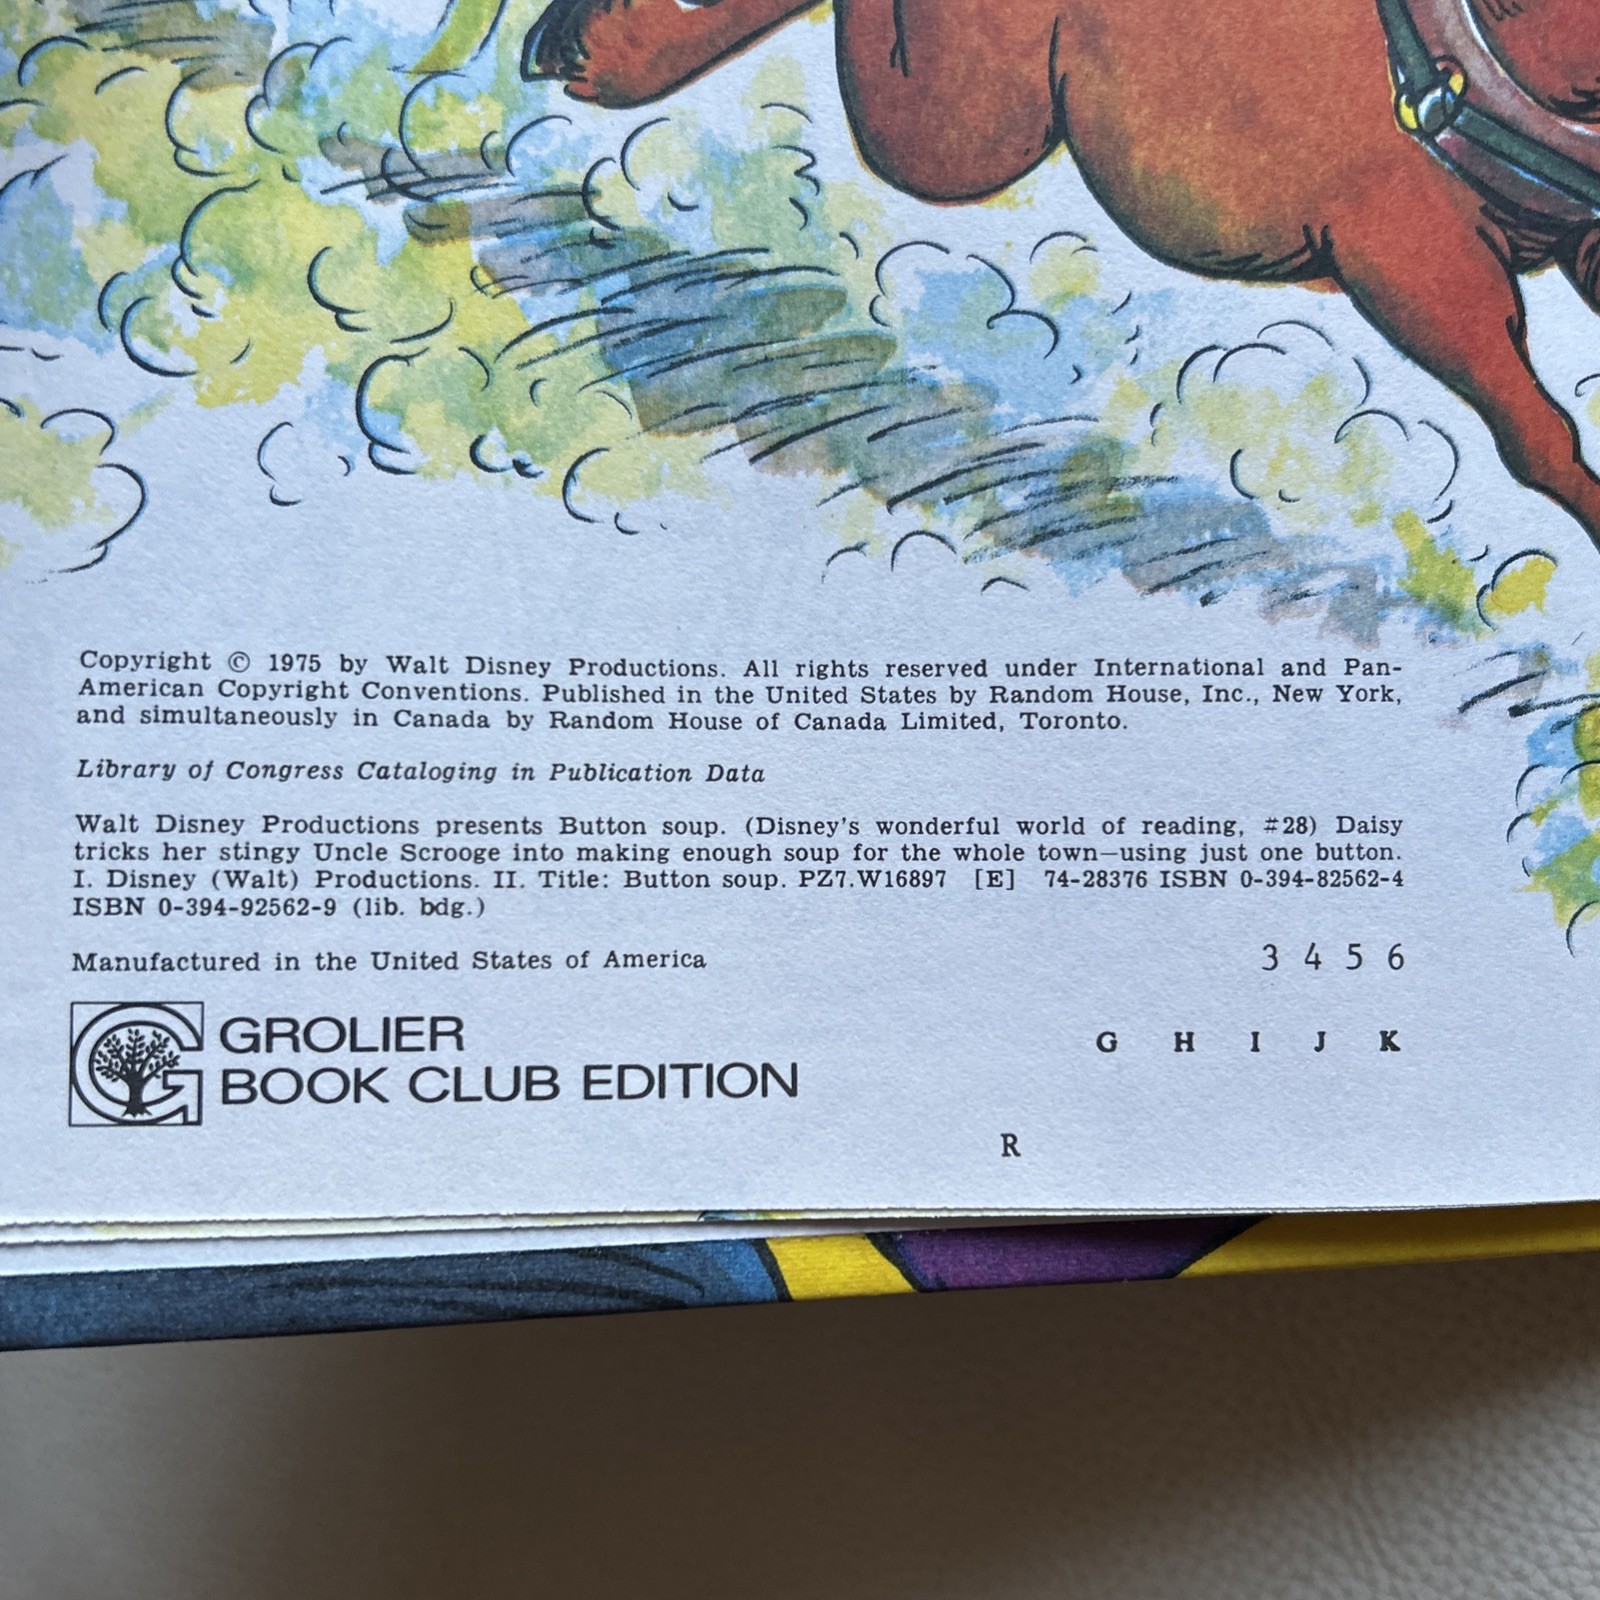 Copyright © 1975 by Walt Disney Productions. All rights reserved under International and Pan-
American Copyright Conventions. Published in the United States by Random House, Inc., New York,
and simultaneously in Canada by Random House of Canada Limited, Toronto.
Library of Congress Cataloging in Publication Data
Walt Disney Productions presents Button soup. (Disney's wonderful world of reading, #28) Daisy
tricks her stingy Uncle Scrooge into making enough soup for the whole town—using just one button.
I. Disney (Walt) Productions. II. Title: Button soup. PZ7.W16897 [E] 74-28376 ISBN 0-394-82562-4
ISBN 0-394-92562-9 (lib. bdg.)
Manufactured in the United States of America
3 4 5 6
GROLIER
BOOK CLUB EDITION
G H I J K
R